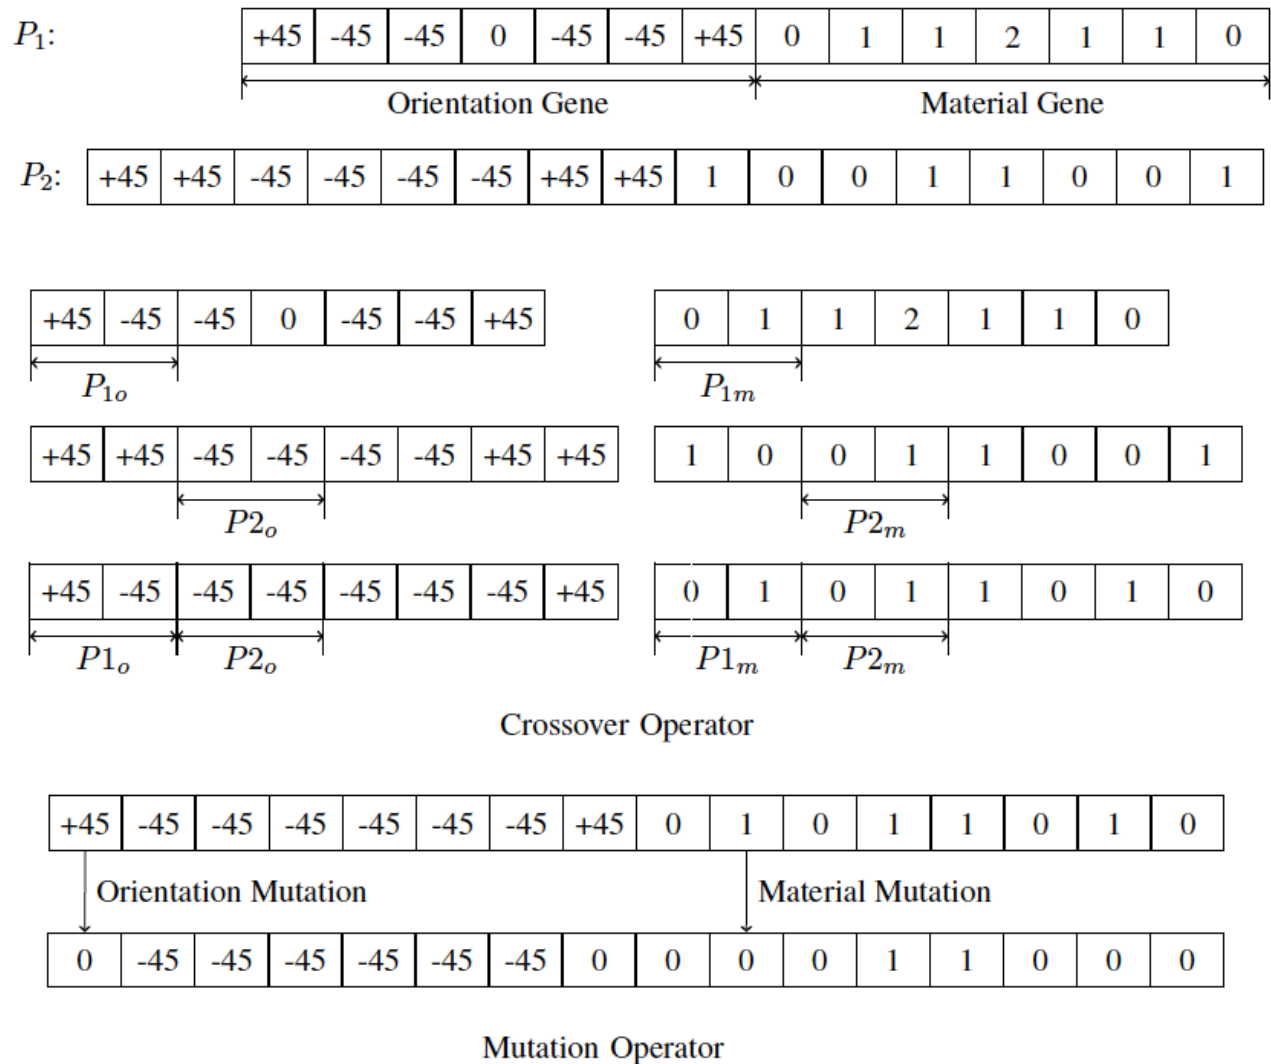 P1: +45 -45 -45 0 -45 -45 +45 0 1 1 2 1 1 0
Orientation Gene Material Gene
P2: +45 +45 -45 -45 -45 -45 +45 +45 1 0 0 1 1 0 0 1
+45 -45 -45 0 -45 -45 +45 0 1 1 2 1 1 0
P1o P1m
+45 +45 -45 -45 -45 -45 +45 +45 1 0 0 1 1 0 0 1
P2o P2m
+45 -45 -45 -45 -45 -45 -45 +45 0 1 0 1 1 0 1 0
P1o P2o P1m P2m
Crossover Operator
+45 -45 -45 -45 -45 -45 -45 +45 0 1 0 1 1 0 1 0
Orientation Mutation Material Mutation
0 -45 -45 -45 -45 -45 -45 0 0 0 0 1 1 0 0 0
Mutation Operator